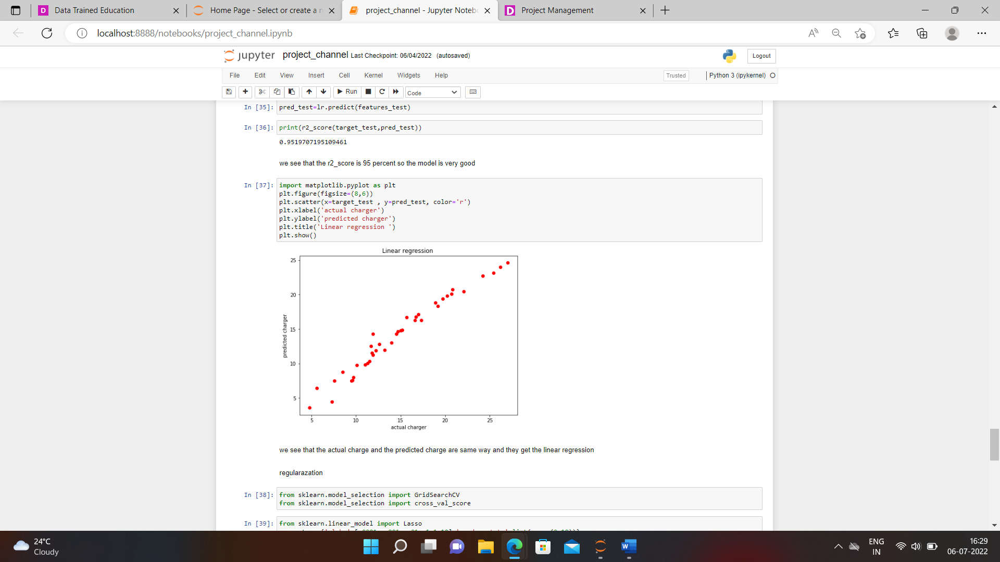 Data Trained Education
Home Page - Select or create a n
project_channel - Jupyter Noteb
Project Management
localhost:8888/notebooks/project_channel.ipynb
jupyter project_channel Last Checkpoint: 06/04/2022 (autosaved)
Logout
File Edit View Insert Cell Kernel Widgets Help
Trusted
Python 3 (ipykernel)
Run
Code
In [35]: pred_test=lr.predict(features_test)
In [36]: print(r2_score(target_test,pred_test))
0.9519707195109461
we see that the r2_score is 95 percent so the model is very good
In [37]: import matplotlib.pyplot as plt
plt.figure(figsize=(8,6))
plt.scatter(x=target_test , y=pred_test, color='r')
plt.xlabel('actual charger')
plt.ylabel('predicted charger')
plt.title('Linear regression ')
plt.show()
Linear regression
25
20
15
10
5
predicted charger
5 10 15 20 25
actual charger
we see that the actual charge and the predicted charge are same way and they get the linear regression
regularazation
In [38]: from sklearn.model_selection import GridSearchCV
from sklearn.model_selection import cross_val_score
In [39]: from sklearn.linear_model import Lasso
24°C
Cloudy
ENG
IN
16:29
06-07-2022